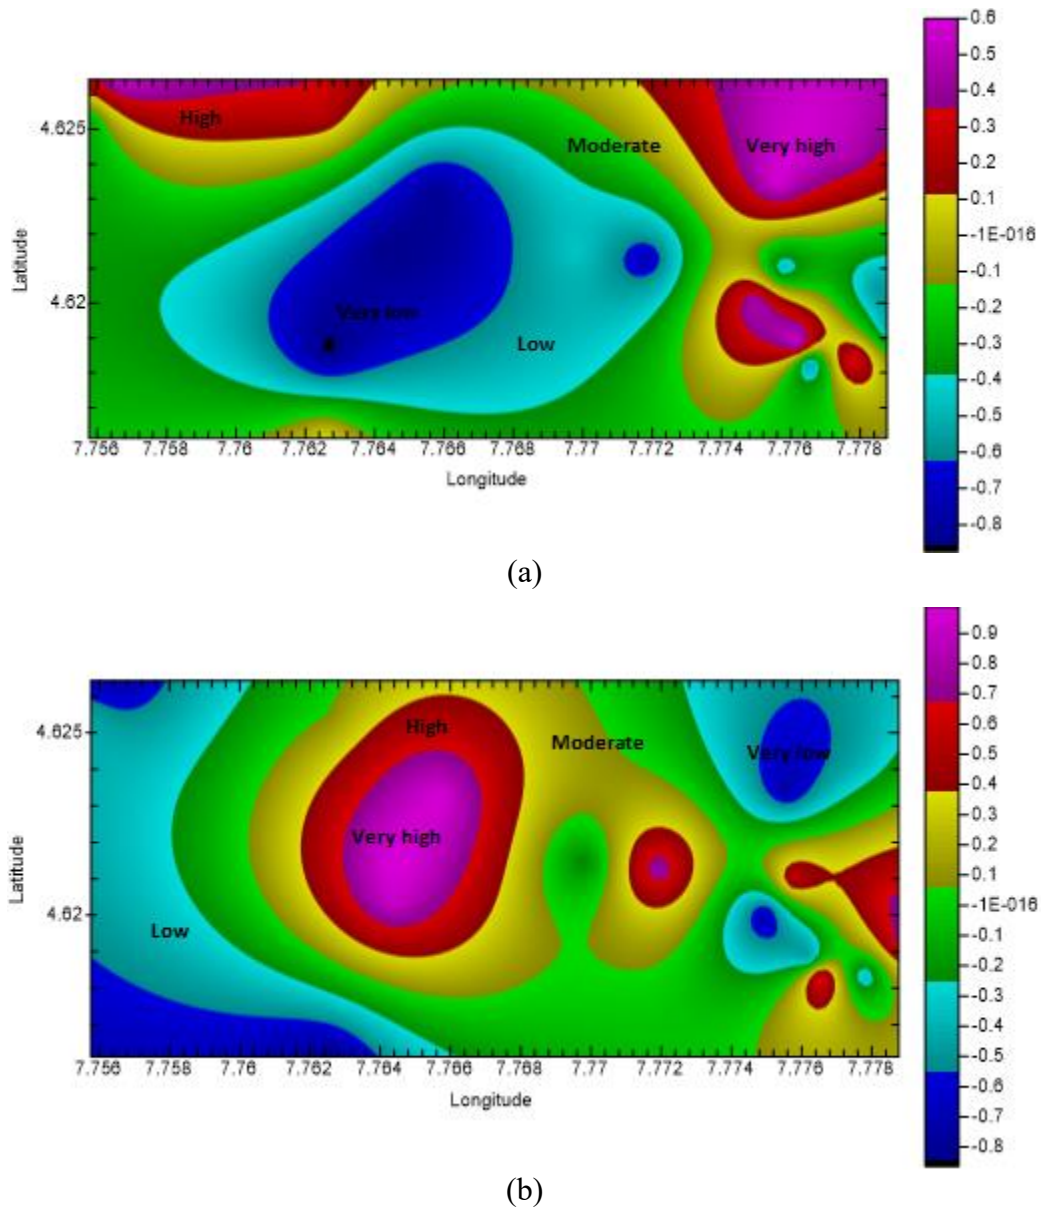 0.6
0.5
0.4
0.3
0.2
0.1
-1E-016
-0.1
-0.2
-0.3
-0.4
-0.5
-0.6
-0.7
-0.8
High
4.625
Moderate
Very high
Latitude
4.62
Very low
Low
7.756 7.758 7.76 7.762 7.764 7.766 7.768 7.77 7.772 7.774 7.776 7.778
Longitude
(a)
0.9
0.8
0.7
0.6
0.5
0.4
0.3
0.2
0.1
-1E-016
-0.1
-0.2
-0.3
-0.4
-0.5
-0.6
-0.7
-0.8
4.625
High
Moderate
Very low
Very high
Latitude
4.62
Low
7.756 7.758 7.76 7.762 7.764 7.766 7.768 7.77 7.772 7.774 7.776 7.778
Longitude
(b)